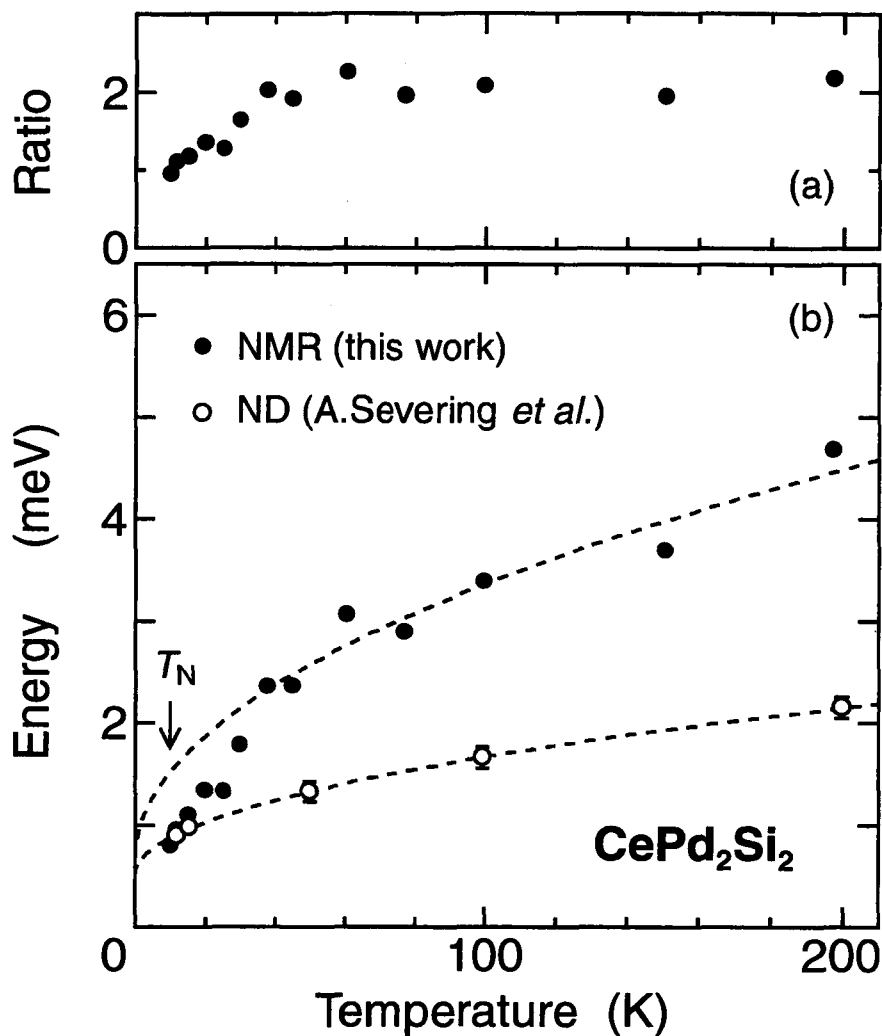 Ratio
2
0
(a)
(b)
6
4
2
0
● NMR (this work)
○ ND (A.Severing et al.)
Energy (meV)
T_N
CePd₂Si₂
100
200
Temperature (K)